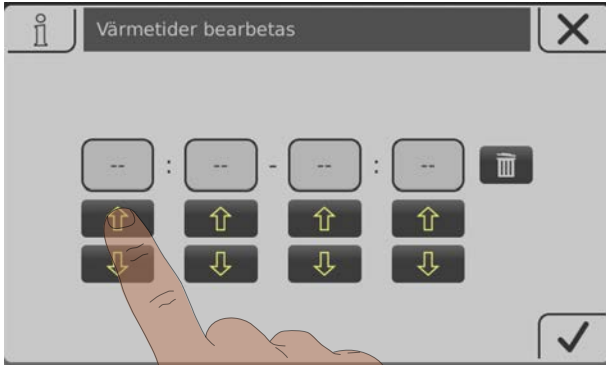 Värmetider bearbetas
-- : -- - -- : --